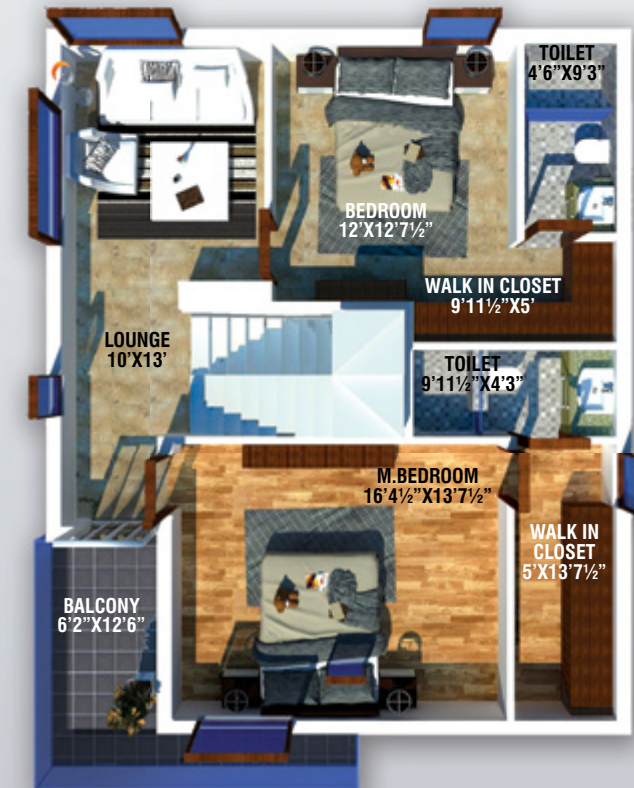 TOILET
4'6”X9'3”
BEDROOM
12'X12'7½”
WALK IN CLOSET
9'11½”X5'
LOUNGE
10'X13'
TOILET
9'11½”X4'3”
M.BEDROOM
16'4½”X13'7½”
WALK IN
CLOSET
5'X13'7½”
BALCONY
6'2”X12'6”